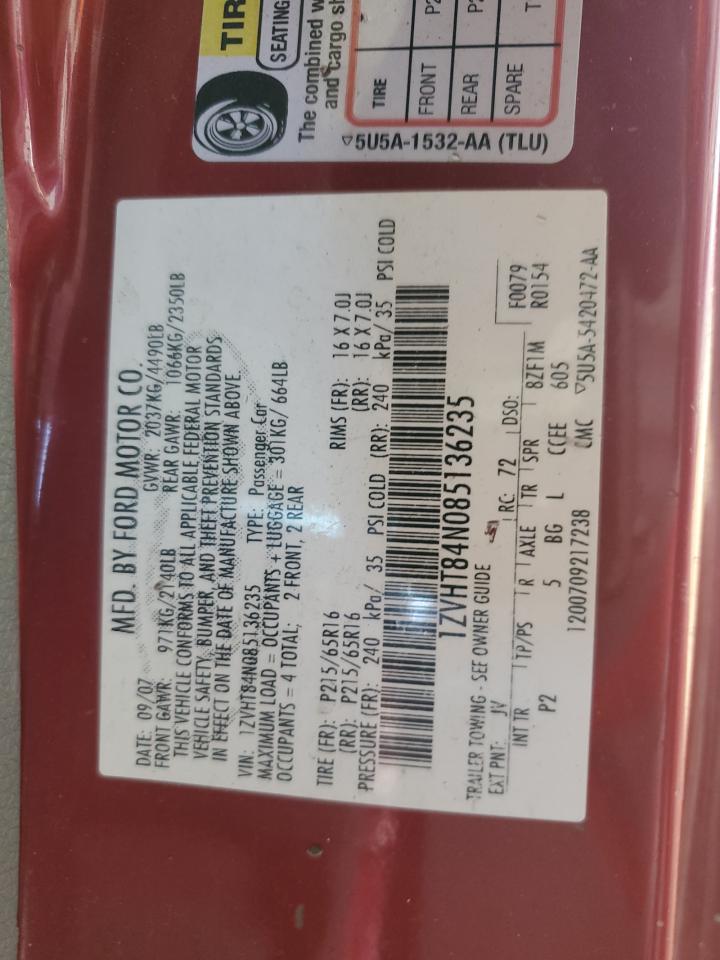 TIR
SEATING
The combined w
and cargo sh
TIRE
FRONT P2
REAR P2
SPARE T
5U5A-1532-AA (TLU)
MFD. BY FORD MOTOR CO.
DATE: 09/07 GVWR: 2037KG/4490LB
FRONT GAWR: 971KG/2140LB REAR GAWR: 1066KG/2350LB
THIS VEHICLE CONFORMS TO ALL APPLICABLE FEDERAL MOTOR
VEHICLE SAFETY, BUMPER, AND THEFT PREVENTION STANDARDS
IN EFFECT ON THE DATE OF MANUFACTURE SHOWN ABOVE.
VIN: 1ZVHT84N085136235 TYPE: Passenger Car
MAXIMUM LOAD = OCCUPANTS + LUGGAGE = 301KG/ 664LB
OCCUPANTS = 4 TOTAL; 2 FRONT, 2 REAR
TIRE (FR): P215/65R16 RIMS (FR): 16 X 7.0J
(RR): P215/65R16 (RR): 16 X 7.0J
PRESSURE (FR): 240 kPa/ 35 PSI COLD (RR): 240 kPa/ 35 PSI COLD
1ZVHT84N085136235
TRAILER TOWING - SEE OWNER GUIDE
EXT PNT: JV RC: 72 DSO: F0079
INT TR TP/PS R AXLE TR SPR 8ZF1M R0154
P2 5 BG L CCEE 605
1200709217238 CMC 5U5A-5420472-AA